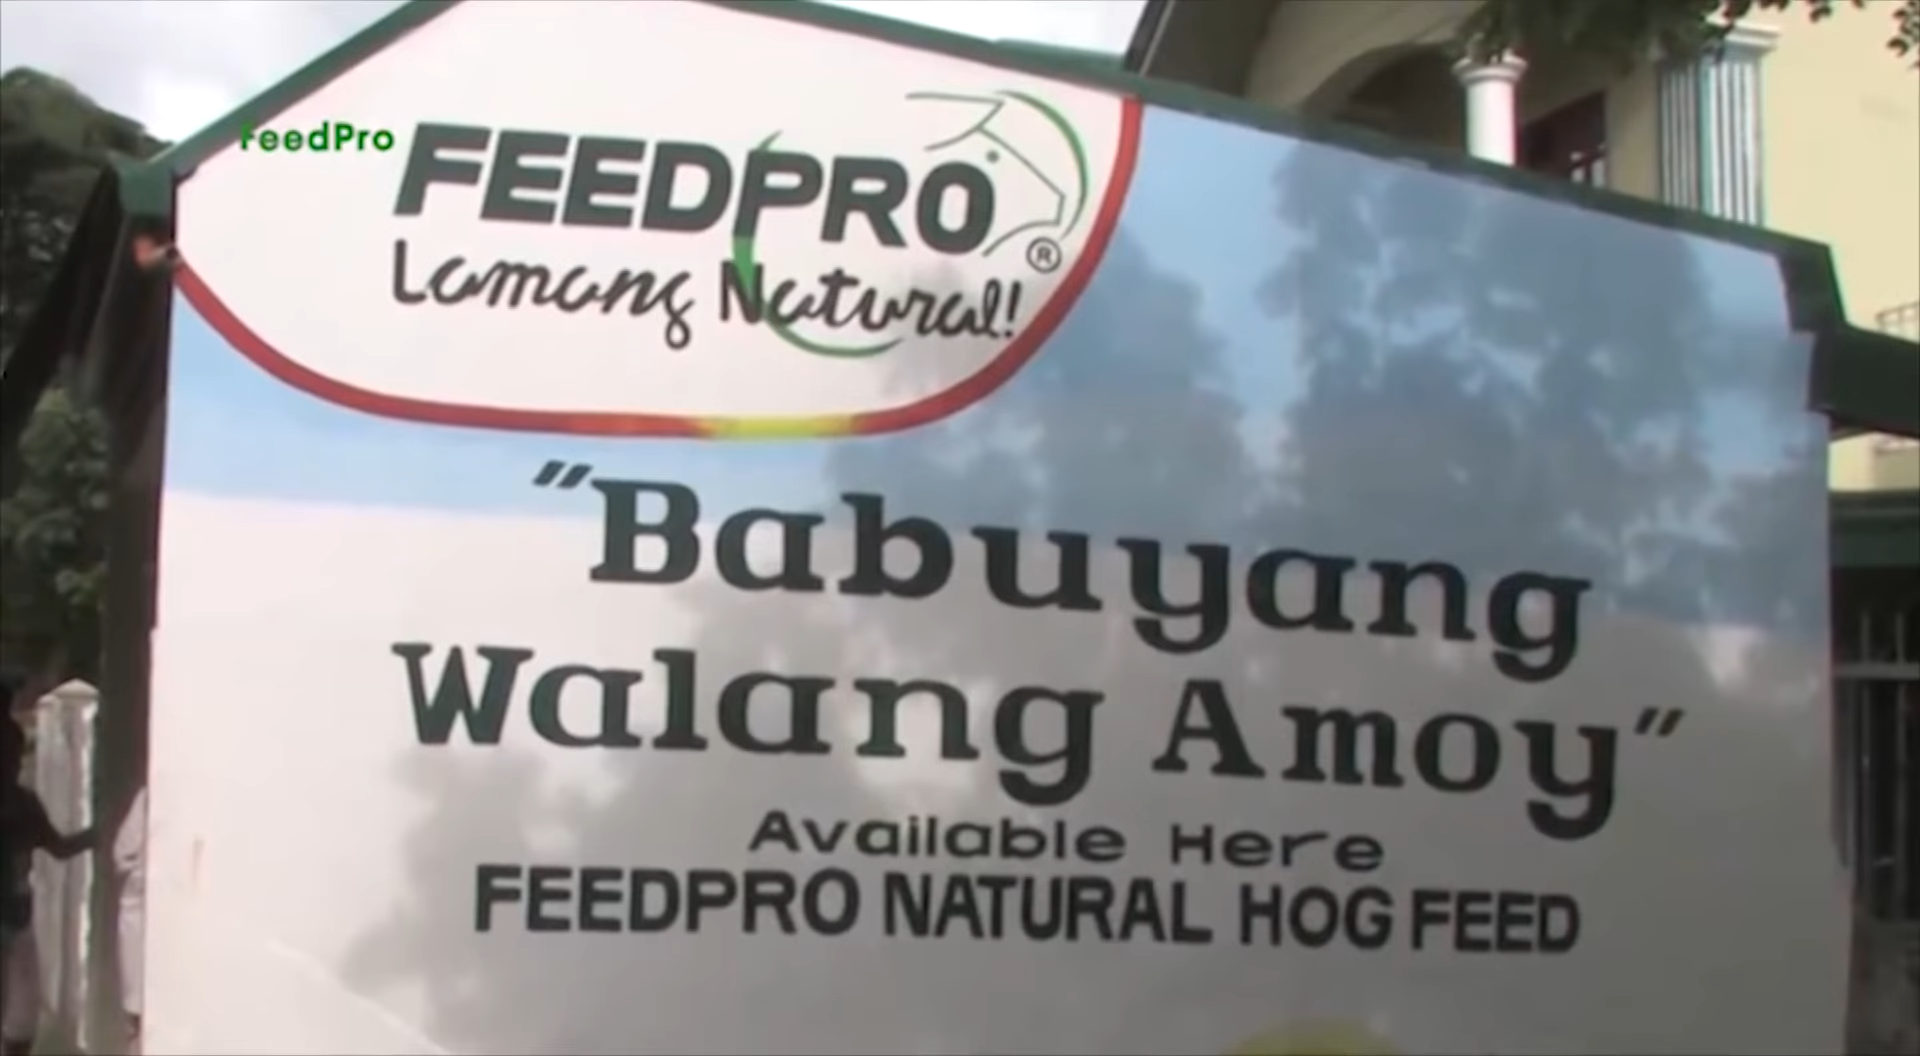 FeedPro
FEEDPRO
®
Lamang Natural!
"Babuyang
Walang Amoy"
Available Here
FEEDPRO NATURAL HOG FEED